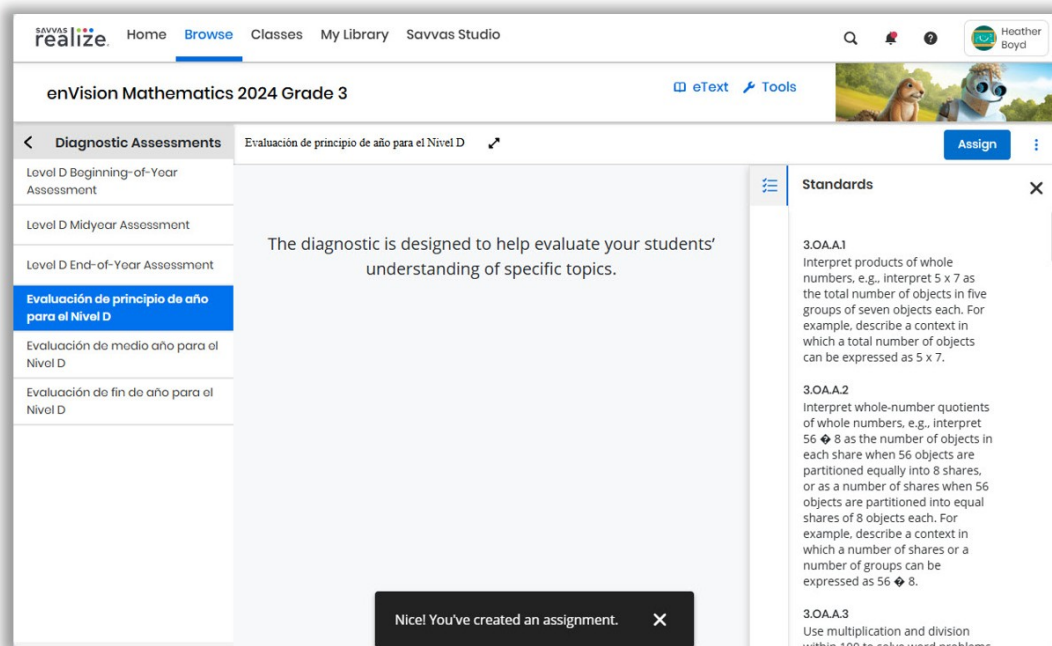 savvas
realize.
Home
Browse
Classes
My Library
Savvas Studio
Heather
Boyd
enVision Mathematics 2024 Grade 3
eText
Tools
Diagnostic Assessments
Evaluación de principio de año para el Nivel D
Assign
Level D Beginning-of-Year
Assessment
Level D Midyear Assessment
Level D End-of-Year Assessment
Evaluación de principio de año
para el Nivel D
Evaluación de medio año para el
Nivel D
Evaluación de fin de año para el
Nivel D
The diagnostic is designed to help evaluate your students’
understanding of specific topics.
Standards
3.OA.A.1
Interpret products of whole
numbers, e.g., interpret 5 x 7 as
the total number of objects in five
groups of seven objects each. For
example, describe a context in
which a total number of objects
can be expressed as 5 x 7.
3.OA.A.2
Interpret whole-number quotients
of whole numbers, e.g., interpret
56 � 8 as the number of objects in
each share when 56 objects are
partitioned equally into 8 shares,
or as a number of shares when 56
objects are partitioned into equal
shares of 8 objects each. For
example, describe a context in
which a number of shares or a
number of groups can be
expressed as 56 � 8.
3.OA.A.3
Use multiplication and division
within 100 to solve word problems
Nice! You've created an assignment.